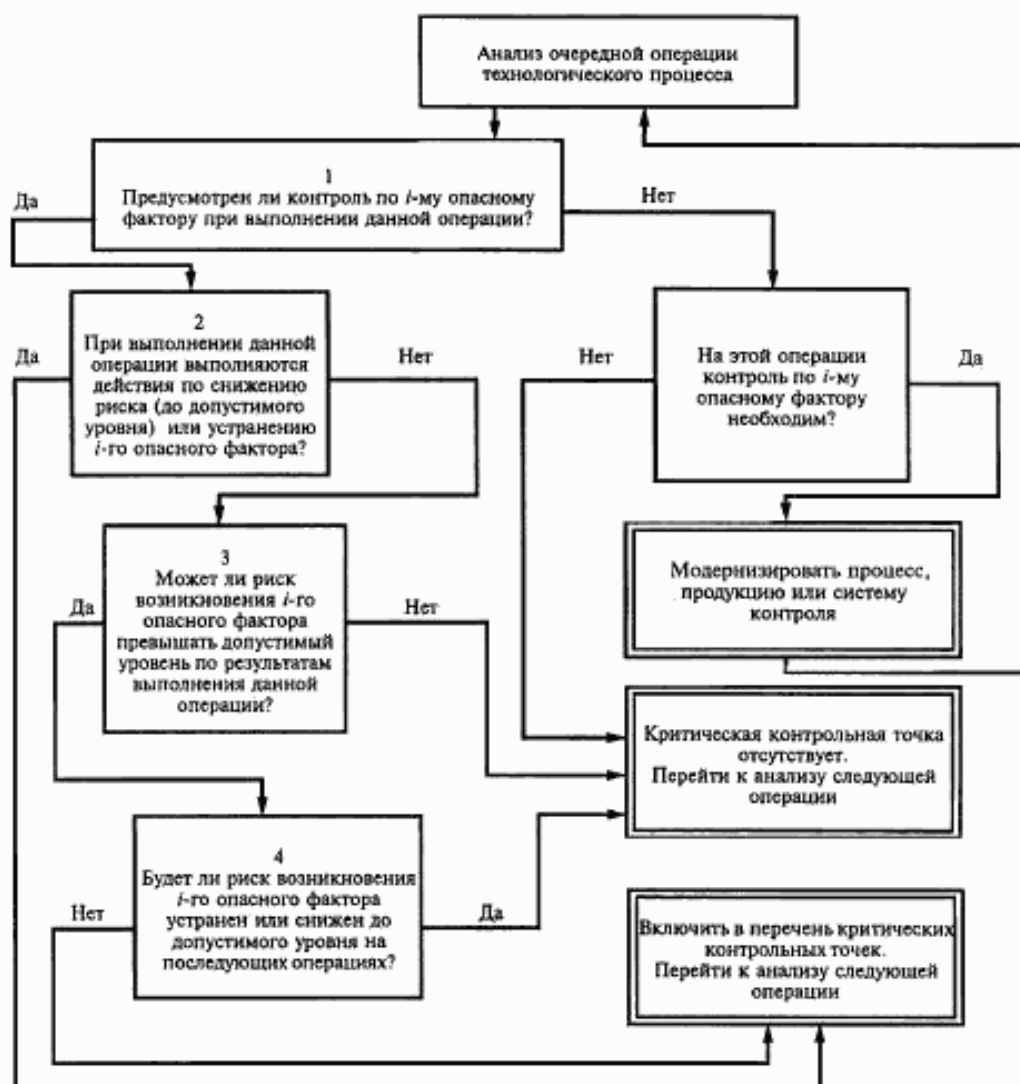 Анализ очередной операции
технологического процесса
1
Предусмотрен ли контроль по i-му опасному
фактору при выполнении данной операции?
Да
Нет
2
При выполнении данной
операции выполняются
действия по снижению
риска (до допустимого
уровня) или устранению
i-го опасного фактора?
Да
Нет
На этой операции
контроль по i-му
опасному фактору
необходим?
Нет
Да
3
Может ли риск
возникновения i-го
опасного фактора
превышать допустимый
уровень по результатам
выполнения данной
операции?
Да
Нет
Модернизировать процесс,
продукцию или систему
контроля
Критическая контрольная точка
отсутствует.
Перейти к анализу следующей
операции
4
Будет ли риск возникновения
i-го опасного фактора
устранен или снижен до
допустимого уровня на
последующих операциях?
Нет
Да
Включить в перечень критических
контрольных точек.
Перейти к анализу следующей
операции